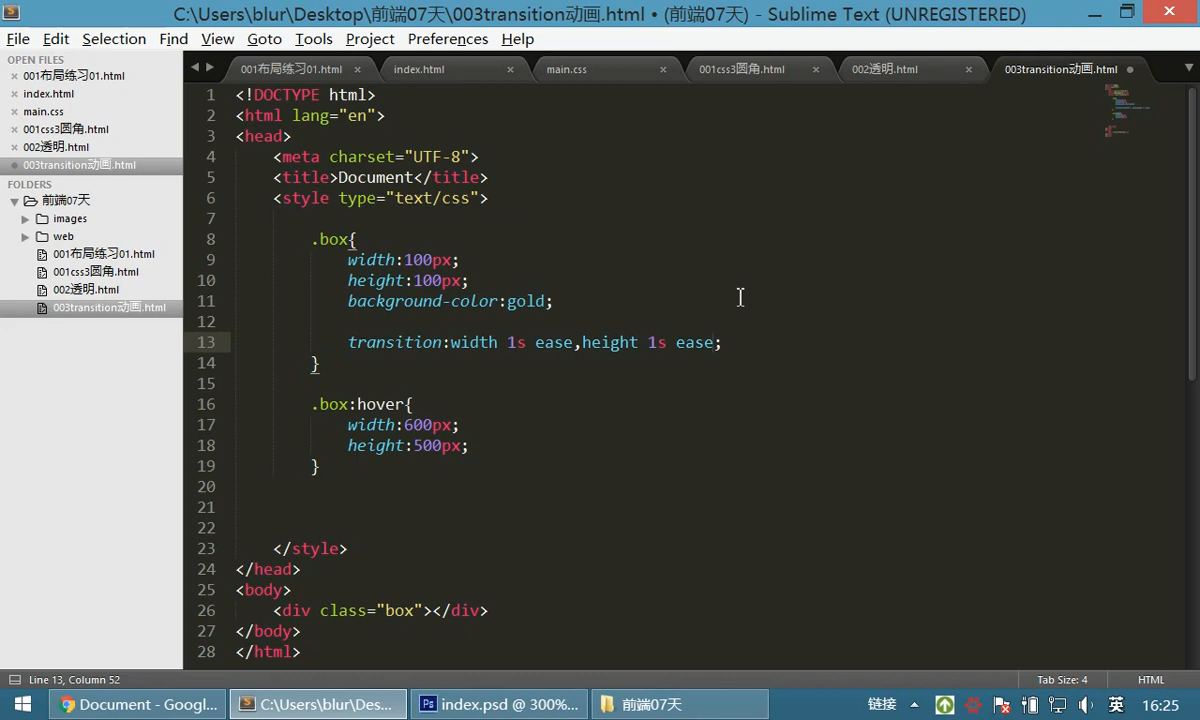 C:\Users\blur\Desktop\前端07天\003transition动画.html • (前端07天) - Sublime Text (UNREGISTERED)
File Edit Selection Find View Goto Tools Project Preferences Help
OPEN FILES
001布局练习01.html
index.html
main.css
001css3圆角.html
002透明.html
003transition动画.html
FOLDERS
前端07天
images
web
001布局练习01.html
001css3圆角.html
002透明.html
003transition动画.html
001布局练习01.html × index.html × main.css × 001css3圆角.html × 002透明.html × 003transition动画.html
1 <!DOCTYPE html>
2 <html lang="en">
3 <head>
4 <meta charset="UTF-8">
5 <title>Document</title>
6 <style type="text/css">
7
8 .box{
9 width:100px;
10 height:100px;
11 background-color:gold;
12
13 transition:width 1s ease,height 1s ease;
14 }
15
16 .box:hover{
17 width:600px;
18 height:500px;
19 }
20
21
22
23 </style>
24 </head>
25 <body>
26 <div class="box"></div>
27 </body>
28 </html>
Line 13, Column 52 Tab Size: 4 HTML
Document - Googl... C:\Users\blur\Des... index.psd @ 300%... 前端07天 链接 英 16:25